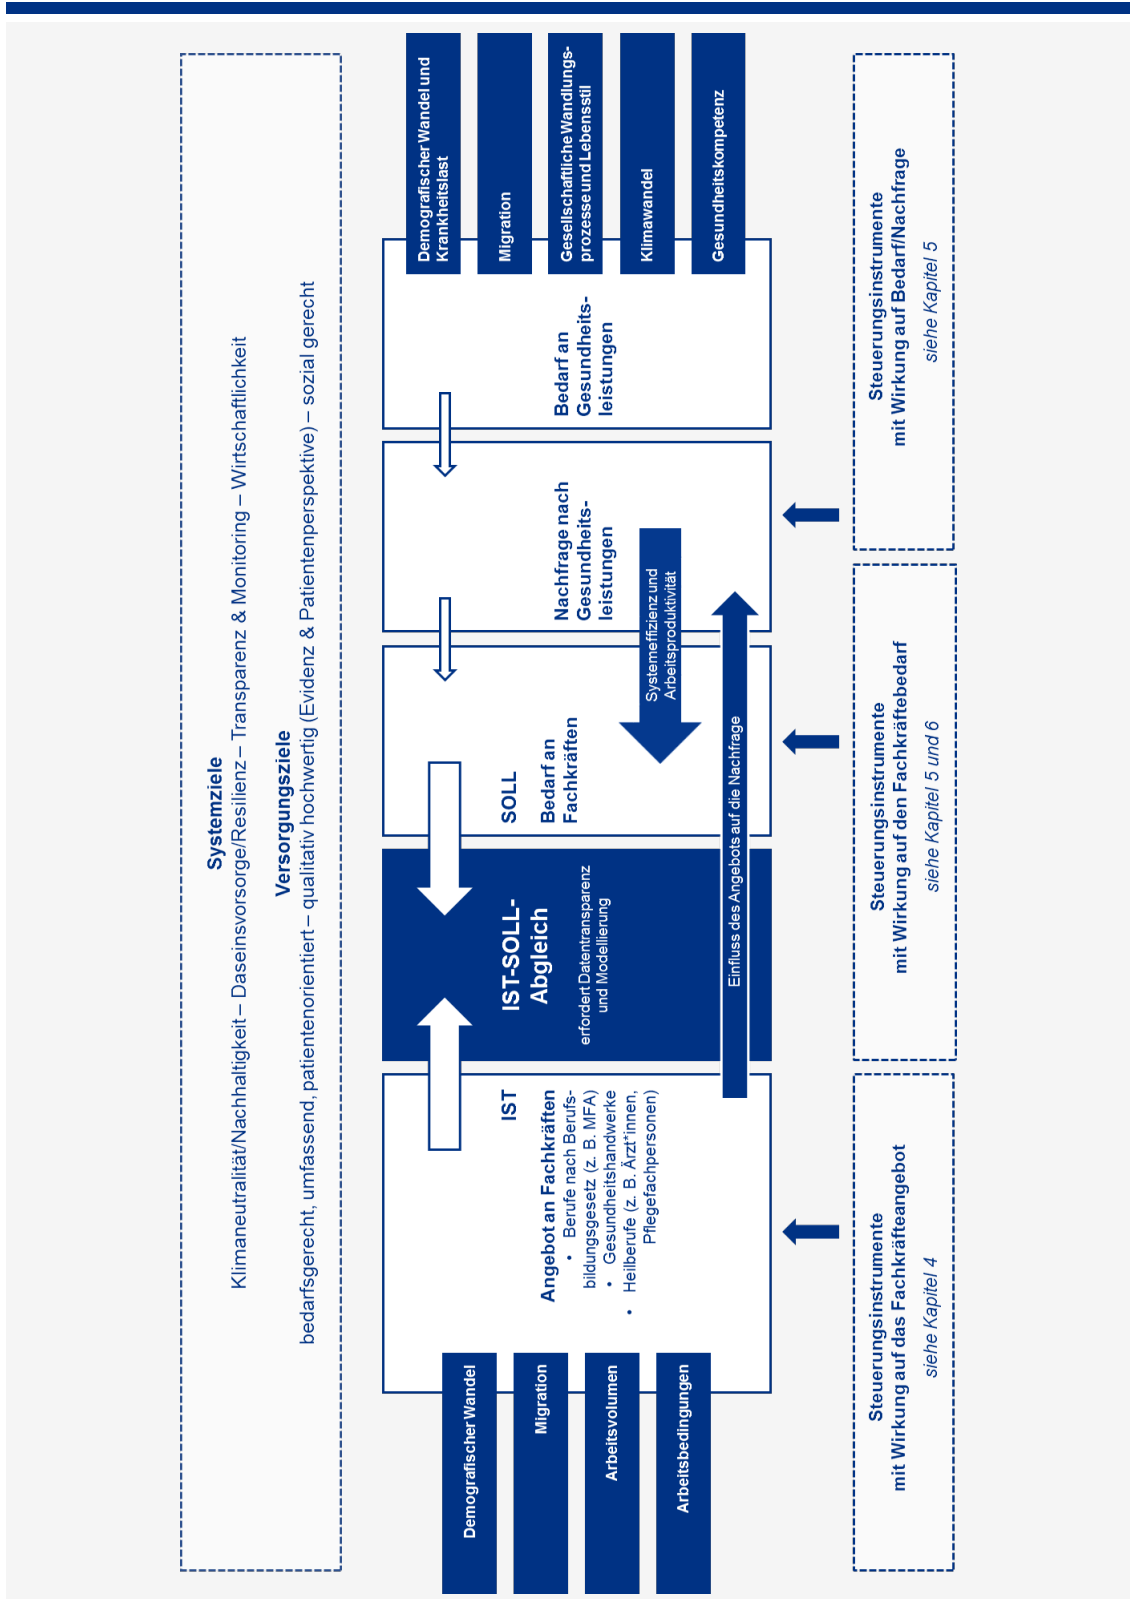 Systemziele
Klimaneutralität/Nachhaltigkeit – Daseinsvorsorge/Resilienz – Transparenz & Monitoring – Wirtschaftlichkeit
Versorgungsziele
bedarfsgerecht, umfassend, patientenorientiert – qualitativ hochwertig (Evidenz & Patientenperspektive) – sozial gerecht
Demografischer Wandel
Migration
Arbeitsvolumen
Arbeitsbedingungen
IST
Angebot an Fachkräften
• Berufe nach Berufs-
bildungsgesetz (z. B. MFA)
• Gesundheitshandwerke
• Heilberufe (z. B. Ärzt*innen,
Pflegefachpersonen)
IST-SOLL-
Abgleich
erfordert Datentransparenz
und Modellierung
SOLL
Bedarf an
Fachkräften
Nachfrage nach
Gesundheits-
leistungen
Systemeffizienz und
Arbeitsproduktivität
Einfluss des Angebots auf die Nachfrage
Bedarf an
Gesundheits-
leistungen
Demografischer Wandel und
Krankheitslast
Migration
Gesellschaftliche Wandlungs-
prozesse und Lebensstil
Klimawandel
Gesundheitskompetenz
Steuerungsinstrumente
mit Wirkung auf das Fachkräfteangebot
siehe Kapitel 4
Steuerungsinstrumente
mit Wirkung auf den Fachkräftebedarf
siehe Kapitel 5 und 6
Steuerungsinstrumente
mit Wirkung auf Bedarf/Nachfrage
siehe Kapitel 5